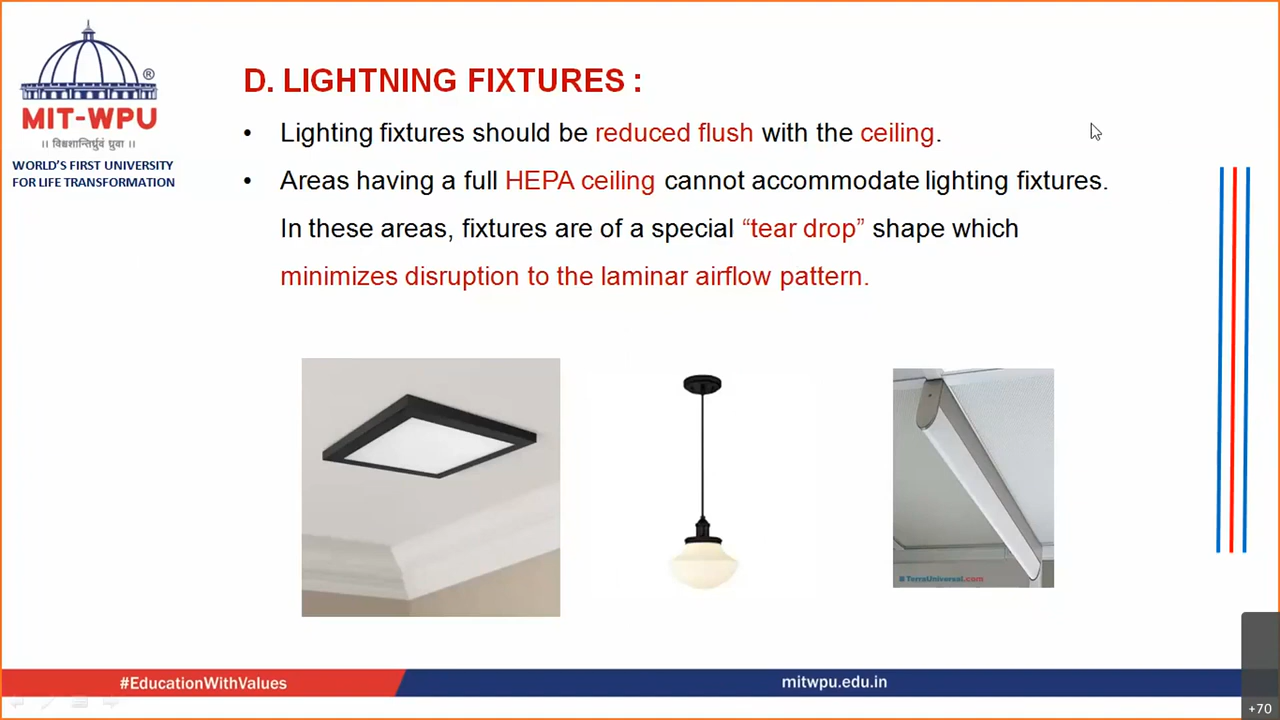 ®
MIT-WPU
।। विश्वशान्तिर्ध्रुवं ध्रुवा ।।
WORLD'S FIRST UNIVERSITY
FOR LIFE TRANSFORMATION
D. LIGHTNING FIXTURES :
• Lighting fixtures should be reduced flush with the ceiling.
• Areas having a full HEPA ceiling cannot accommodate lighting fixtures.
In these areas, fixtures are of a special “tear drop” shape which
minimizes disruption to the laminar airflow pattern.
TerraUniversal.com
#EducationWithValues
mitwpu.edu.in
+70